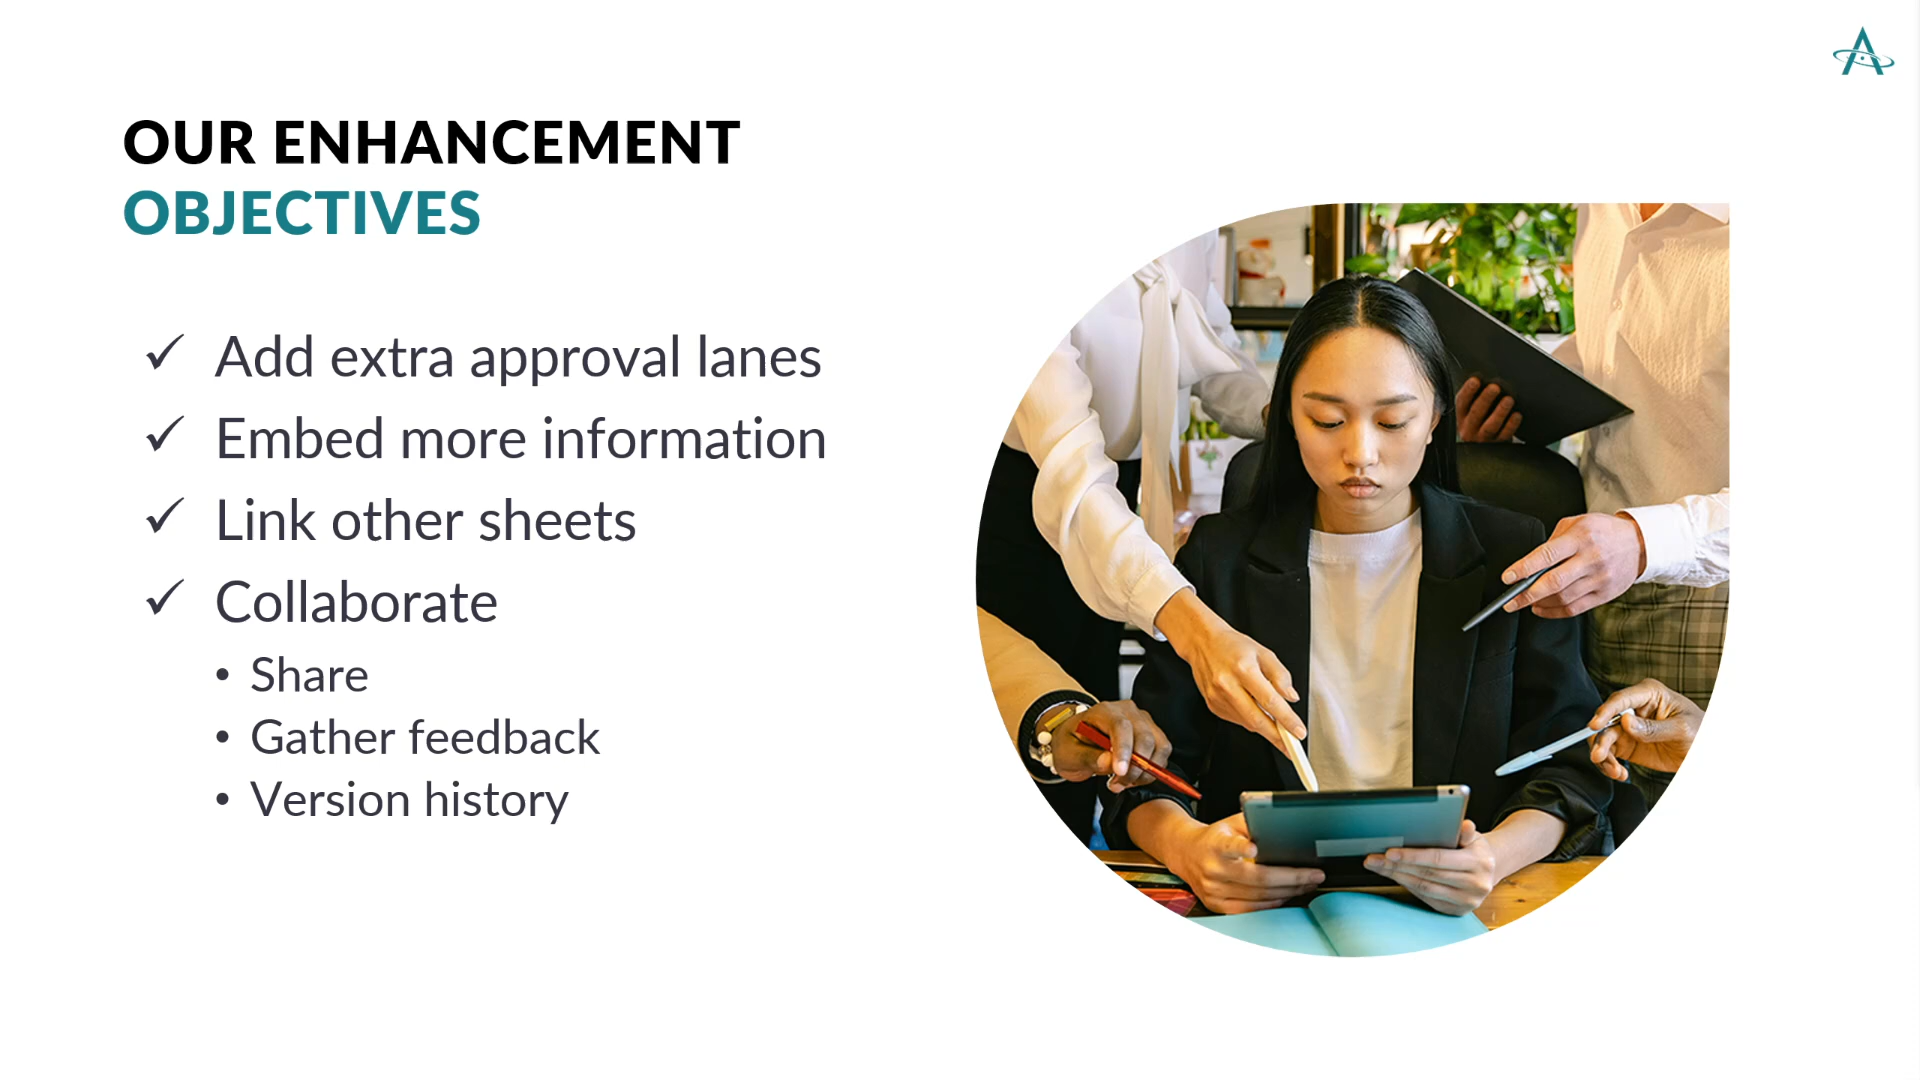 OUR ENHANCEMENT
OBJECTIVES
✓ Add extra approval lanes
✓ Embed more information
✓ Link other sheets
✓ Collaborate
• Share
• Gather feedback
• Version history